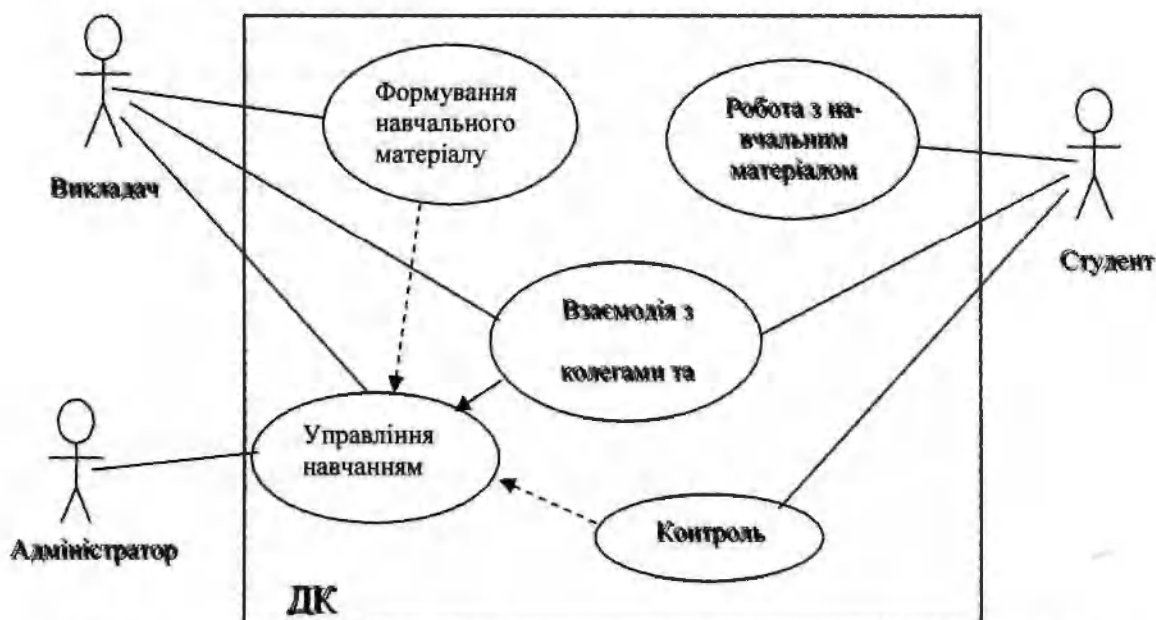 Формування
навчального
матеріалу
Робота з на-
вчальним
матеріалом
Викладач
Студент
Взаємодія з
колегами та
Управління
навчанням
Адміністратор
Контроль
ДК